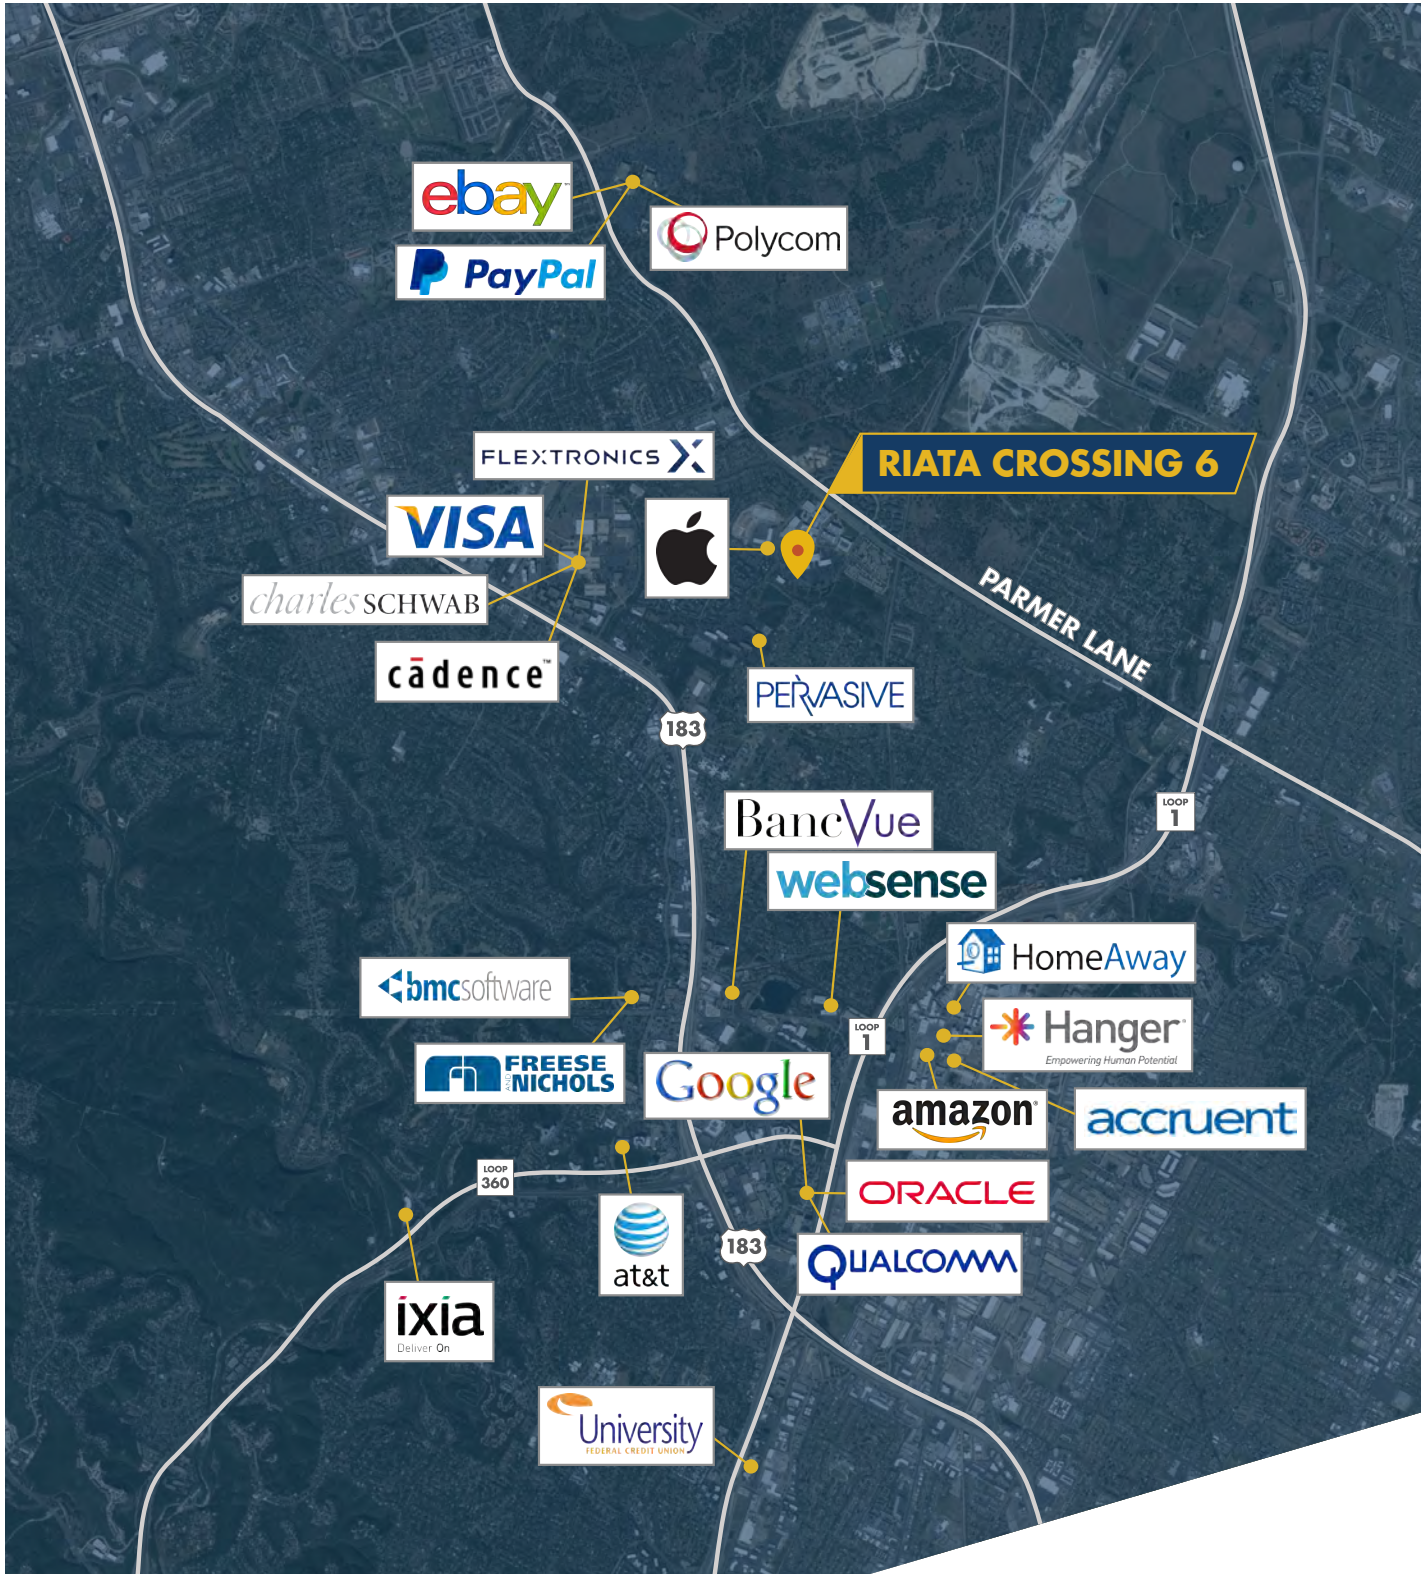 ebay
Polycom
PayPal
FLEXTRONICS
RIATA CROSSING 6
VISA
charles SCHWAB
PARMER LANE
cādence™
PERVASIVE
183
BancVue
LOOP
1
websense
HomeAway
bmcsoftware
Hanger
Empowering Human Potential
LOOP
1
FREESE
AND
NICHOLS
Google
amazon
accruent
LOOP
360
ORACLE
at&t
183
QUALCOMM
ixia
Deliver On
University
FEDERAL CREDIT UNION